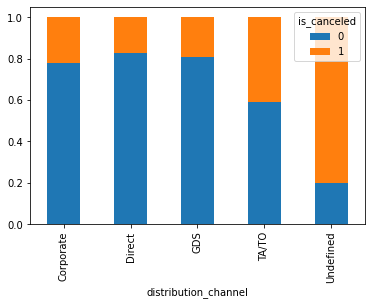 is_canceled
0
1
1.0
0.8
0.6
0.4
0.2
0.0
Corporate
Direct
GDS
TA/TO
Undefined
distribution_channel